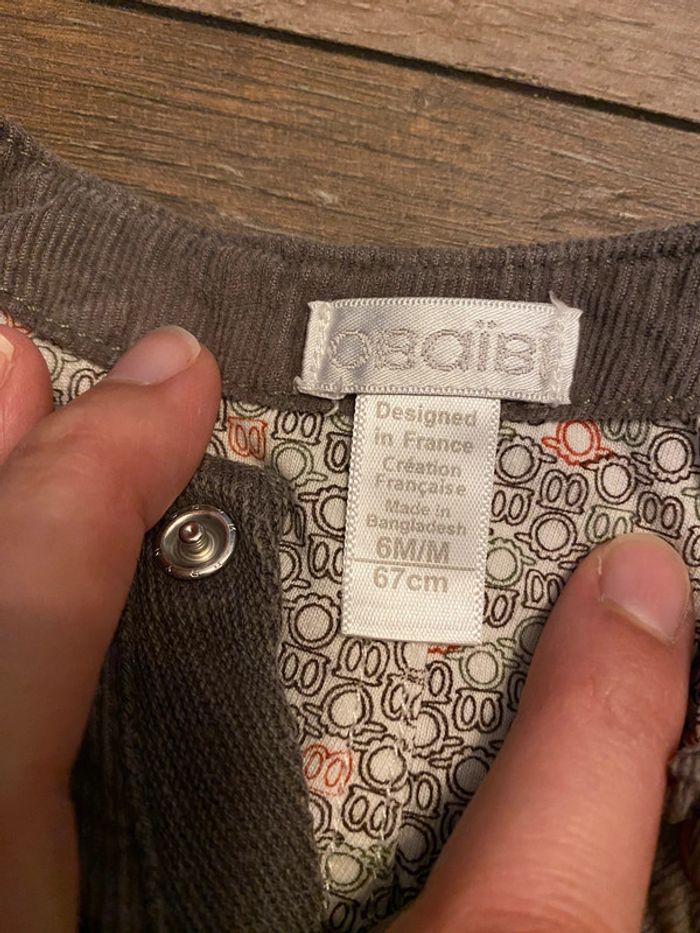 obaïbi
Designed
in France
Création
Française
Made in
Bangladesh
6M/M
67cm